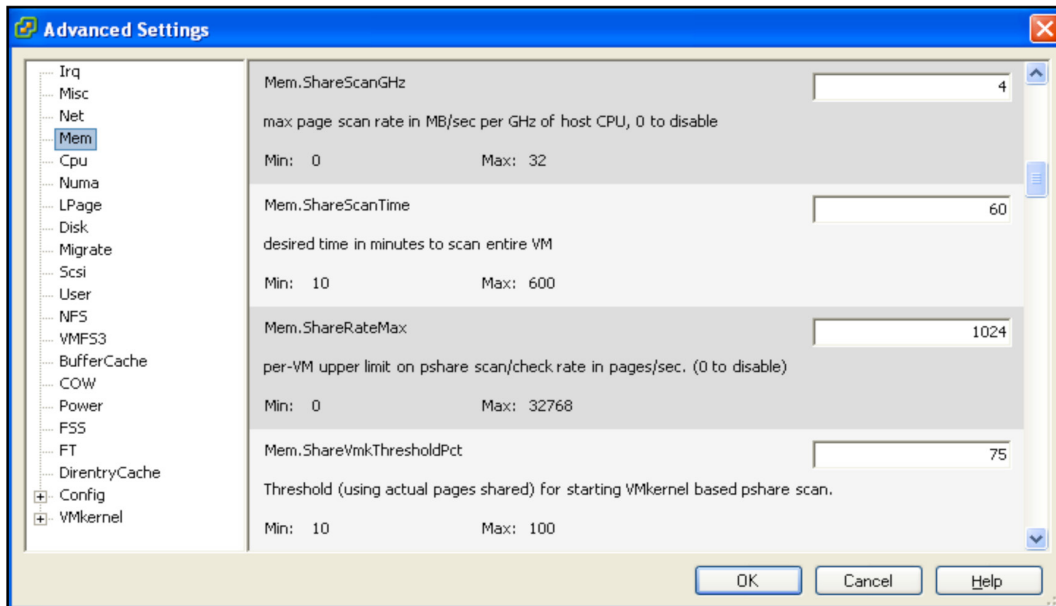 Advanced Settings
Irq
Misc
Net
Mem
Cpu
Numa
LPage
Disk
Migrate
Scsi
User
NFS
VMFS3
BufferCache
COW
Power
FSS
FT
DirentryCache
Config
VMkernel
Mem.ShareScanGHz 4
max page scan rate in MB/sec per GHz of host CPU, 0 to disable
Min: 0 Max: 32
Mem.ShareScanTime 60
desired time in minutes to scan entire VM
Min: 10 Max: 600
Mem.ShareRateMax 1024
per-VM upper limit on pshare scan/check rate in pages/sec. (0 to disable)
Min: 0 Max: 32768
Mem.ShareVmkThresholdPct 75
Threshold (using actual pages shared) for starting VMkernel based pshare scan.
Min: 10 Max: 100
OK Cancel Help